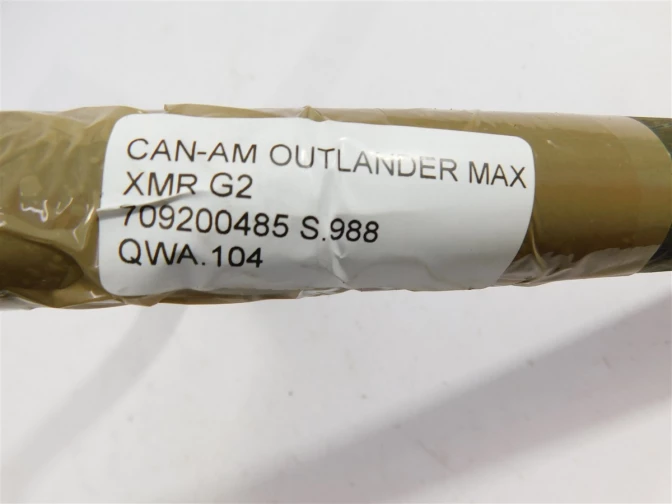 CAN-AM OUTLANDER MAX
XMR G2
709200485 S.988
QWA.104